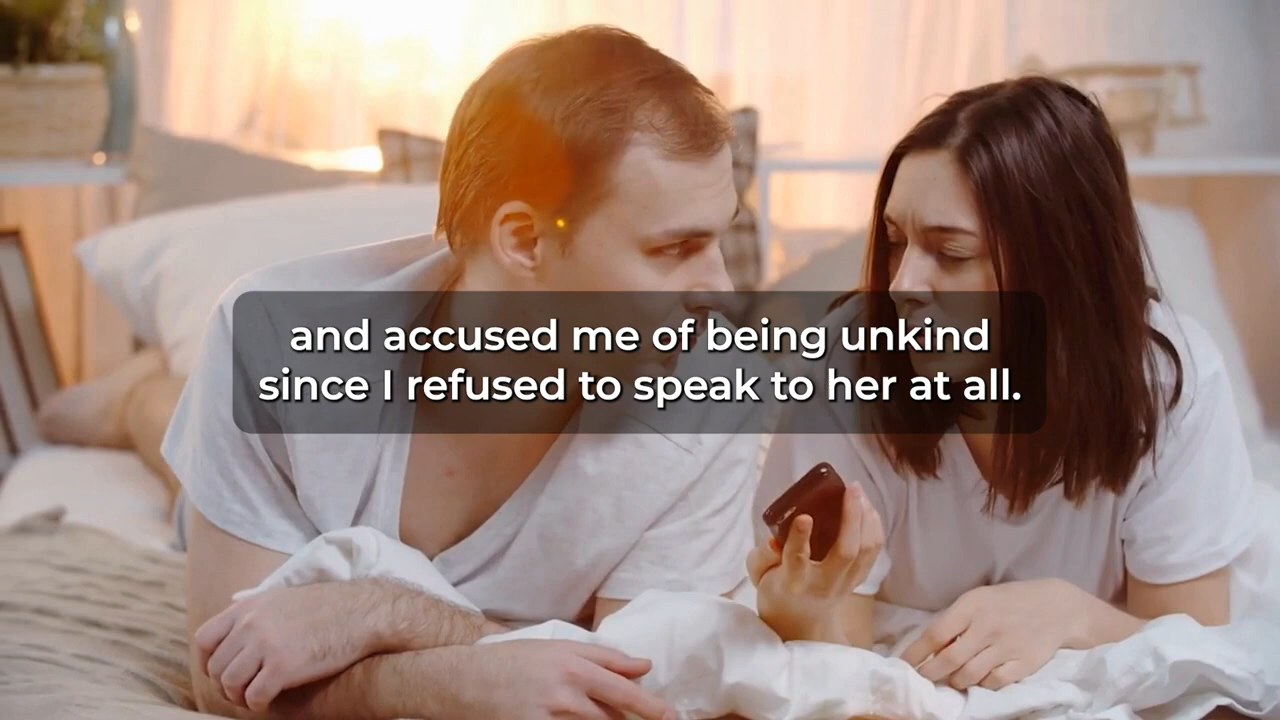 and accused me of being unkind
since I refused to speak to her at all.